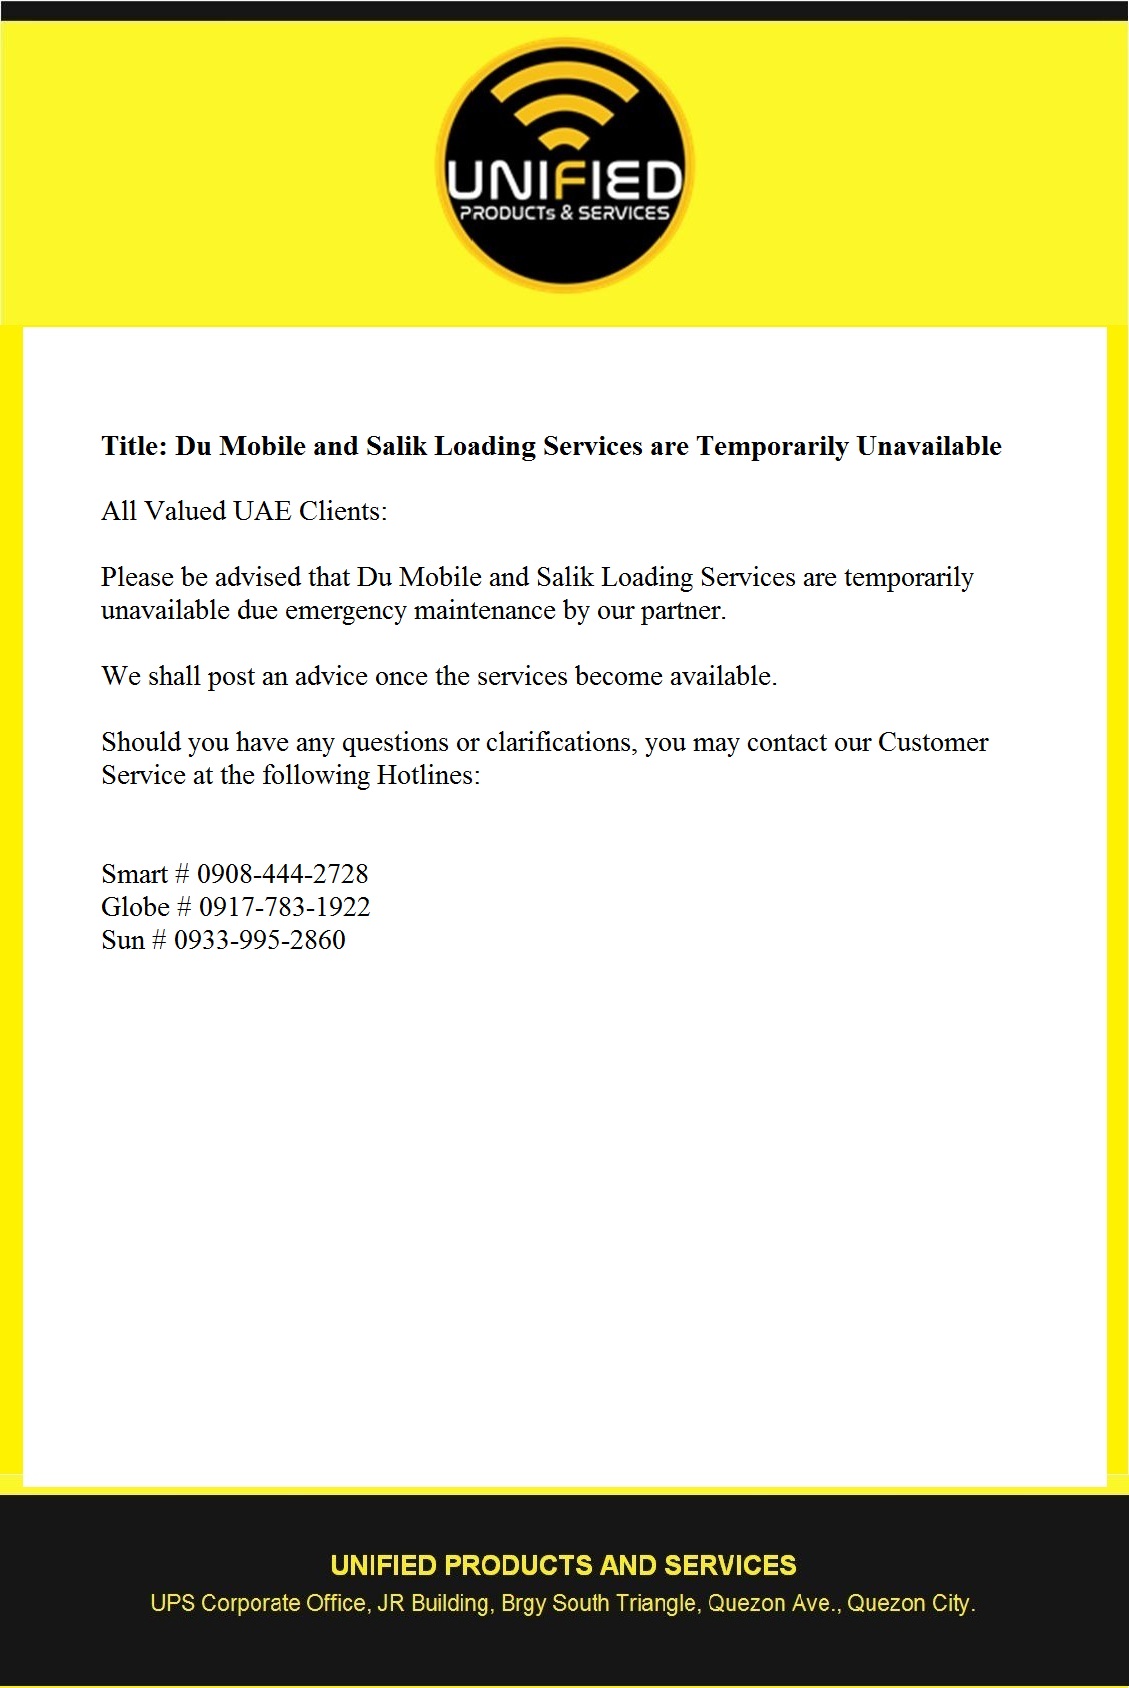 UNIFIED
PRODUCTs & SERVICES
Title: Du Mobile and Salik Loading Services are Temporarily Unavailable
All Valued UAE Clients:
Please be advised that Du Mobile and Salik Loading Services are temporarily
unavailable due emergency maintenance by our partner.
We shall post an advice once the services become available.
Should you have any questions or clarifications, you may contact our Customer
Service at the following Hotlines:
Smart # 0908-444-2728
Globe # 0917-783-1922
Sun # 0933-995-2860
UNIFIED PRODUCTS AND SERVICES
UPS Corporate Office, JR Building, Brgy South Triangle, Quezon Ave., Quezon City.